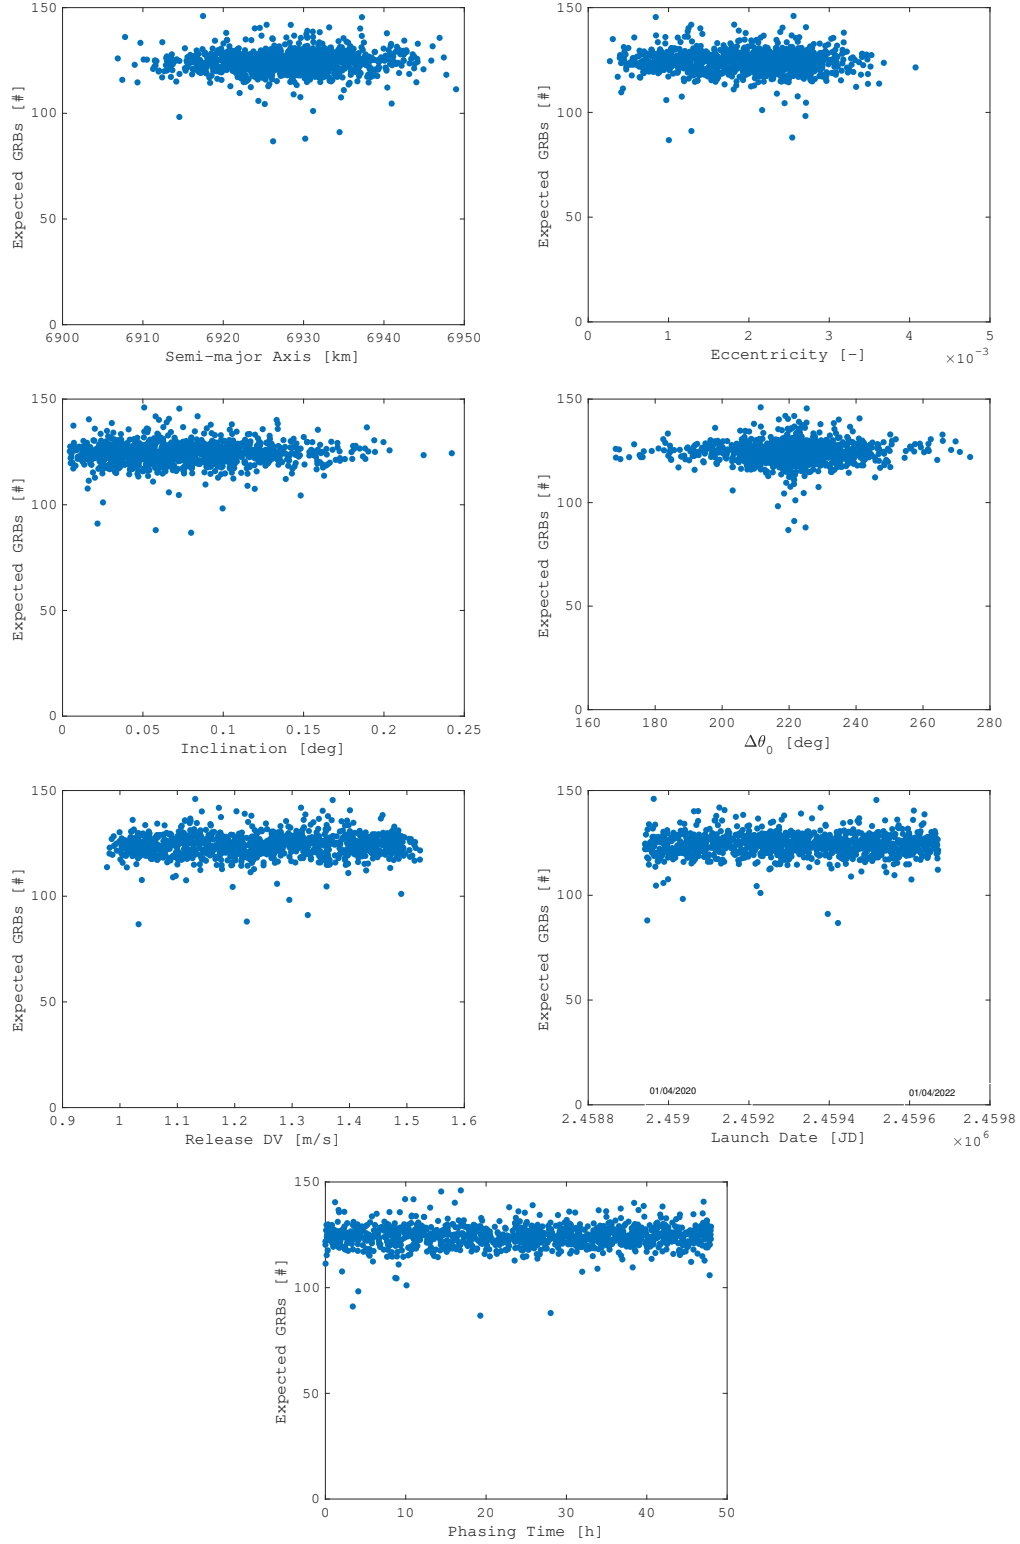 150
100
50
0
Expected GRBs [#]
6900 6910 6920 6930 6940 6950
Semi-major Axis [km]
150
100
50
0
Expected GRBs [#]
0 1 2 3 4 5
Eccentricity [-]
×10⁻³
150
100
50
0
Expected GRBs [#]
0 0.05 0.1 0.15 0.2 0.25
Inclination [deg]
150
100
50
0
Expected GRBs [#]
160 180 200 220 240 260 280
Δθ₀ [deg]
150
100
50
0
Expected GRBs [#]
0.9 1 1.1 1.2 1.3 1.4 1.5 1.6
Release DV [m/s]
150
100
50
0
Expected GRBs [#]
01/04/2020
01/04/2022
2.4588 2.459 2.4592 2.4594 2.4596 2.4598
Launch Date [JD]
×10⁶
150
100
50
0
Expected GRBs [#]
0 10 20 30 40 50
Phasing Time [h]